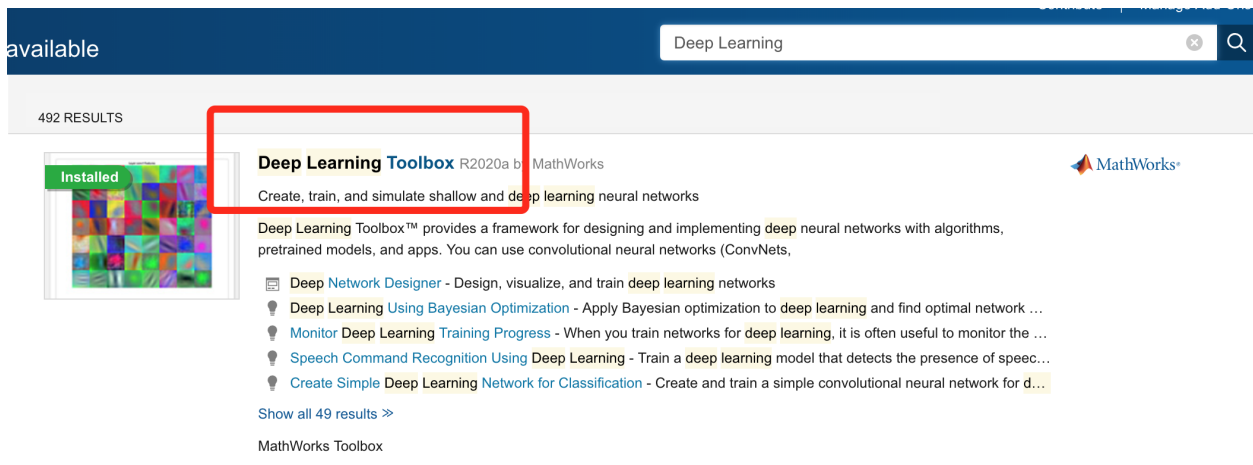 available
Deep Learning
492 RESULTS
Installed
Deep Learning Toolbox R2020a by MathWorks
MathWorks®
Create, train, and simulate shallow and deep learning neural networks
Deep Learning Toolbox™ provides a framework for designing and implementing deep neural networks with algorithms,
pretrained models, and apps. You can use convolutional neural networks (ConvNets,
Deep Network Designer - Design, visualize, and train deep learning networks
Deep Learning Using Bayesian Optimization - Apply Bayesian optimization to deep learning and find optimal network …
Monitor Deep Learning Training Progress - When you train networks for deep learning, it is often useful to monitor the …
Speech Command Recognition Using Deep Learning - Train a deep learning model that detects the presence of speec…
Create Simple Deep Learning Network for Classification - Create and train a simple convolutional neural network for d…
Show all 49 results ≫
MathWorks Toolbox